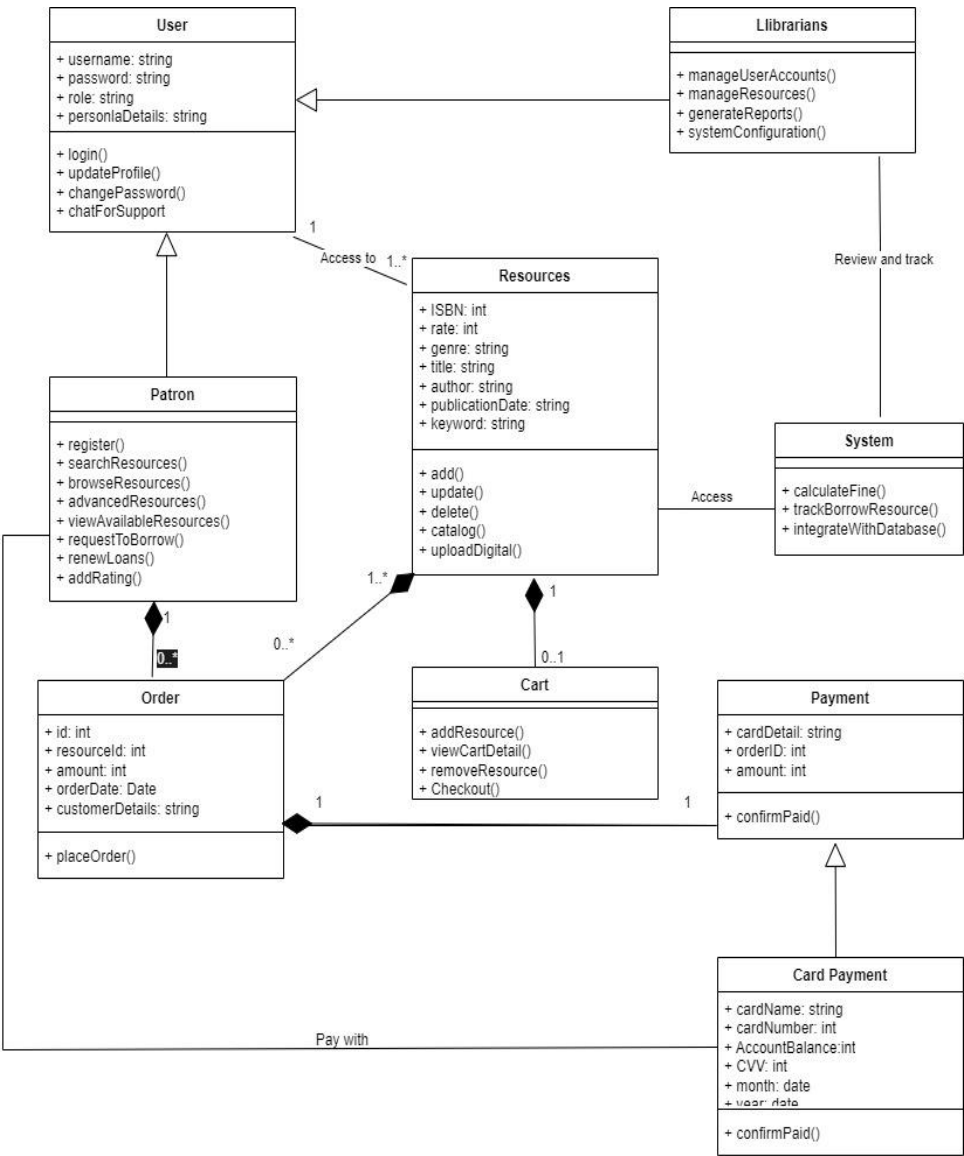 User
+ username: string
+ password: string
+ role: string
+ personlaDetails: string
+ login()
+ updateProfile()
+ changePassword()
+ chatForSupport
Llibrarians
+ manageUserAccounts()
+ manageResources()
+ generateReports()
+ systemConfiguration()
1
Access to
1..*
Review and track
Resources
+ ISBN: int
+ rate: int
+ genre: string
+ title: string
+ author: string
+ publicationDate: string
+ keyword: string
+ add()
+ update()
+ delete()
+ catalog()
+ uploadDigital()
Patron
+ register()
+ searchResources()
+ browseResources()
+ advancedResources()
+ viewAvailableResources()
+ requestToBorrow()
+ renewLoans()
+ addRating()
Access
System
+ calculateFine()
+ trackBorrowResource()
+ integrateWithDatabase()
1..*
1
1
0..*
0..*
0..1
Order
+ id: int
+ resourceId: int
+ amount: int
+ orderDate: Date
+ customerDetails: string
+ placeOrder()
Cart
+ addResource()
+ viewCartDetail()
+ removeResource()
+ Checkout()
Payment
+ cardDetail: string
+ orderID: int
+ amount: int
+ confirmPaid()
1
1
Pay with
Card Payment
+ cardName: string
+ cardNumber: int
+ AccountBalance:int
+ CVV: int
+ month: date
+ year: date
+ confirmPaid()